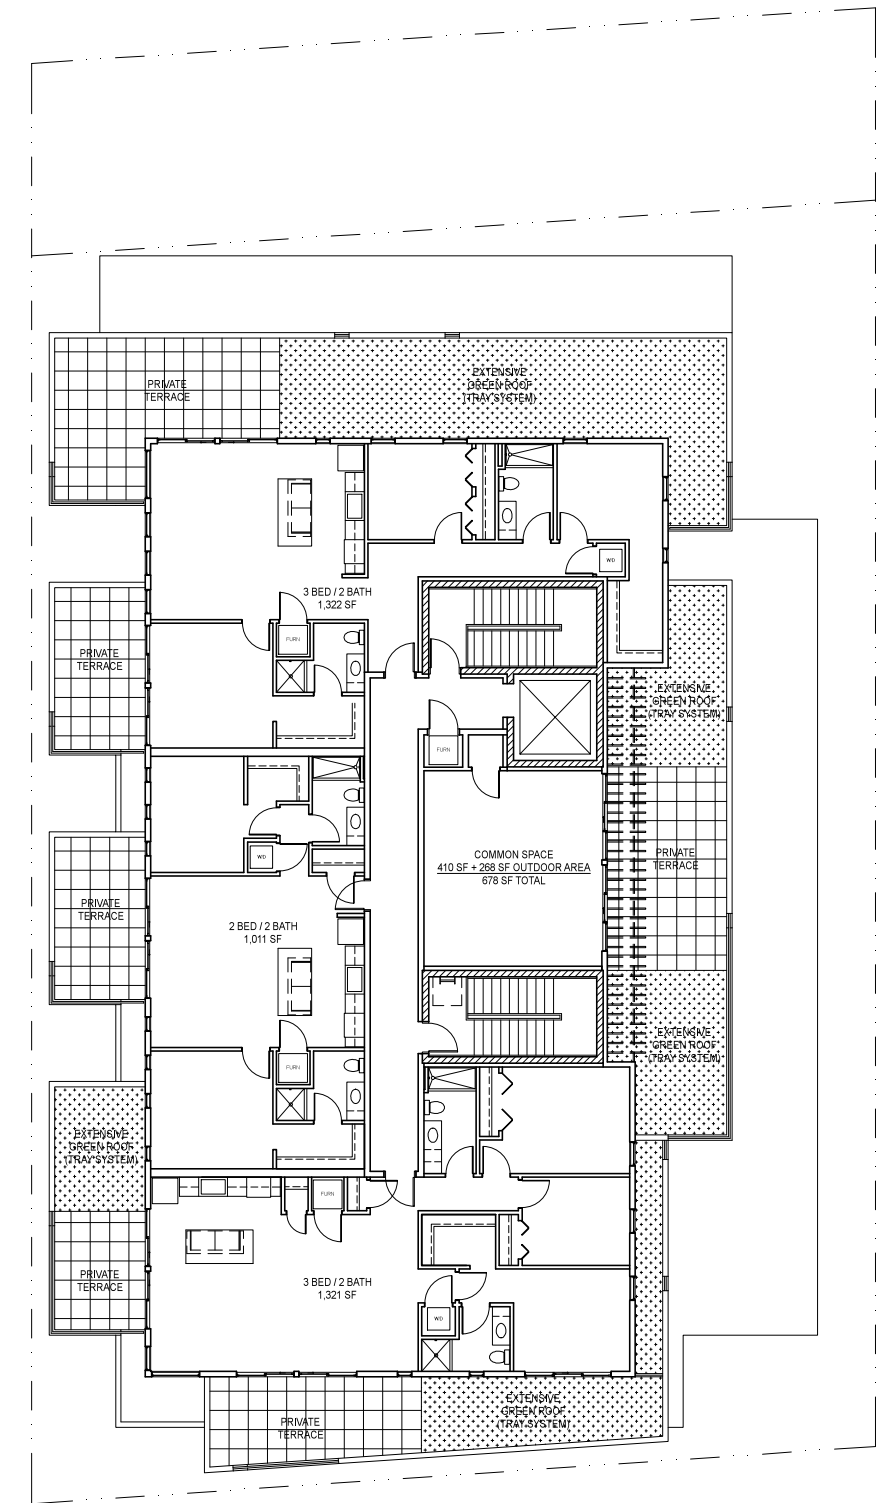 EXTENSIVE
GREEN ROOF
(TRAY SYSTEM)
PRIVATE
TERRACE
W/D
3 BED / 2 BATH
1,322 SF
FURN
PRIVATE
TERRACE
EXTENSIVE
GREEN ROOF
(TRAY SYSTEM)
FURN
COMMON SPACE
410 SF + 268 SF OUTDOOR AREA
678 SF TOTAL
PRIVATE
TERRACE
W/D
PRIVATE
TERRACE
2 BED / 2 BATH
1,011 SF
EXTENSIVE
GREEN ROOF
(TRAY SYSTEM)
FURN
EXTENSIVE
GREEN ROOF
(TRAY SYSTEM)
FURN
PRIVATE
TERRACE
3 BED / 2 BATH
1,321 SF
W/D
EXTENSIVE
GREEN ROOF
(TRAY SYSTEM)
PRIVATE
TERRACE